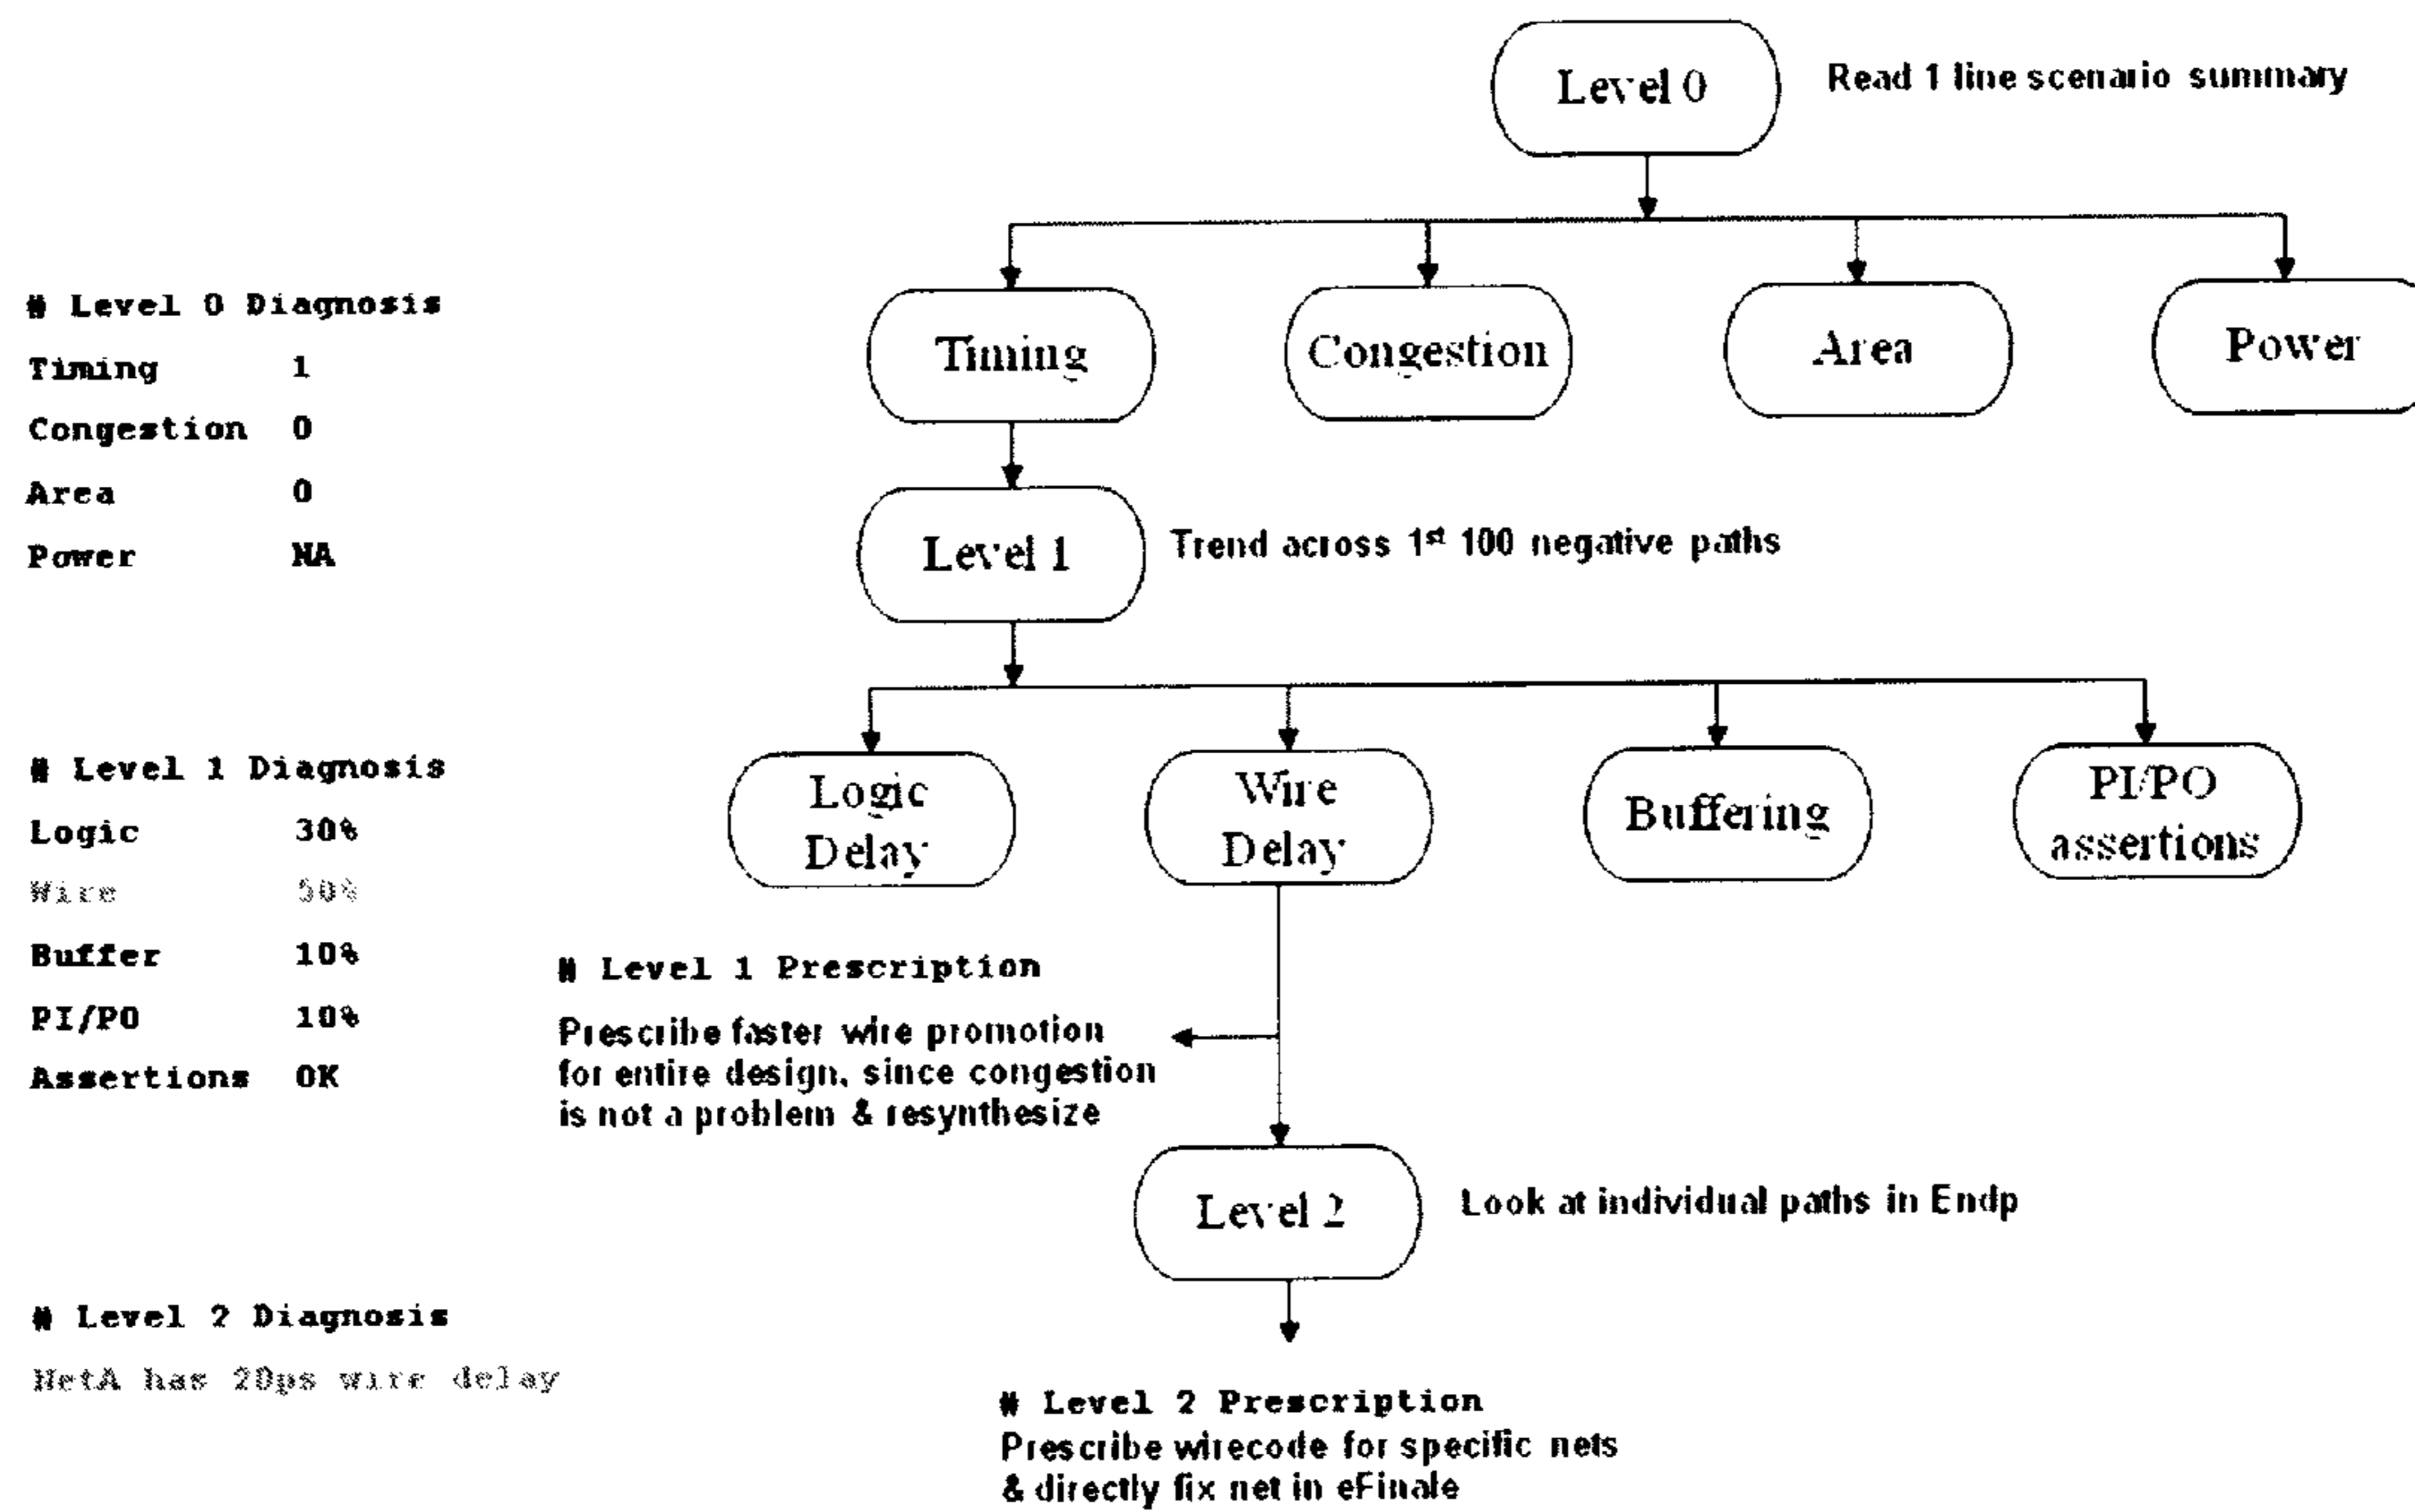 Level 0
Read 1 line scenario summary
Timing
Congestion
Area
Power
# Level 0 Diagnosis
Timing 1
Congestion 0
Area 0
Power NA
Level 1
Trend across 1st 100 negative paths
Logic
Delay
Wire
Delay
Buffering
PI/PO
assertions
# Level 1 Diagnosis
Logic 30%
Wire 50%
Buffer 10%
PI/PO 10%
Assertions OK
# Level 1 Prescription
Prescribe faster wire promotion
for entire design, since congestion
is not a problem & resynthesize
Level 2
Look at individual paths in Endp
# Level 2 Diagnosis
NetA has 20ps wire delay
# Level 2 Prescription
Prescribe wirecode for specific nets
& directly fix net in eFinale